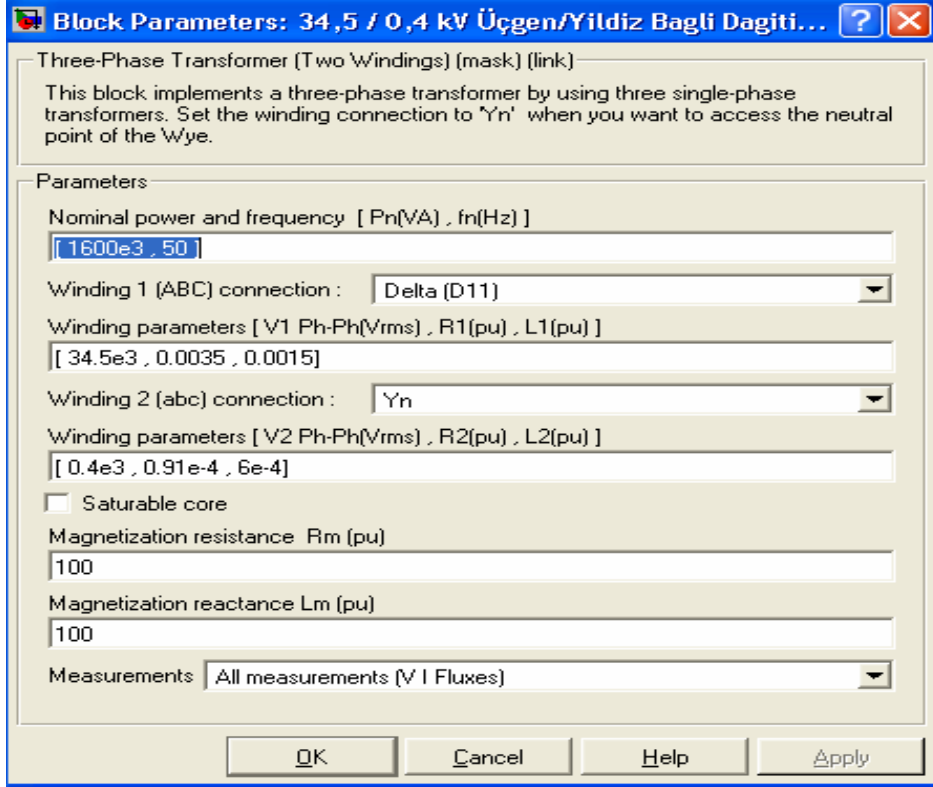 Block Parameters: 34,5 / 0,4 kV Üçgen/Yildiz Bagli Dagiti...
Three-Phase Transformer (Two Windings) (mask) (link)
This block implements a three-phase transformer by using three single-phase
transformers. Set the winding connection to 'Yn' when you want to access the neutral
point of the Wye.
Parameters
Nominal power and frequency [ Pn(VA) , fn(Hz) ]
[ 1600e3 , 50 ]
Winding 1 (ABC) connection : Delta (D11)
Winding parameters [ V1 Ph-Ph(Vrms) , R1(pu) , L1(pu) ]
[ 34.5e3 , 0.0035 , 0.0015]
Winding 2 (abc) connection : Yn
Winding parameters [ V2 Ph-Ph(Vrms) , R2(pu) , L2(pu) ]
[ 0.4e3 , 0.91e-4 , 6e-4]
Saturable core
Magnetization resistance Rm (pu)
100
Magnetization reactance Lm (pu)
100
Measurements All measurements (V I Fluxes)
OK Cancel Help Apply